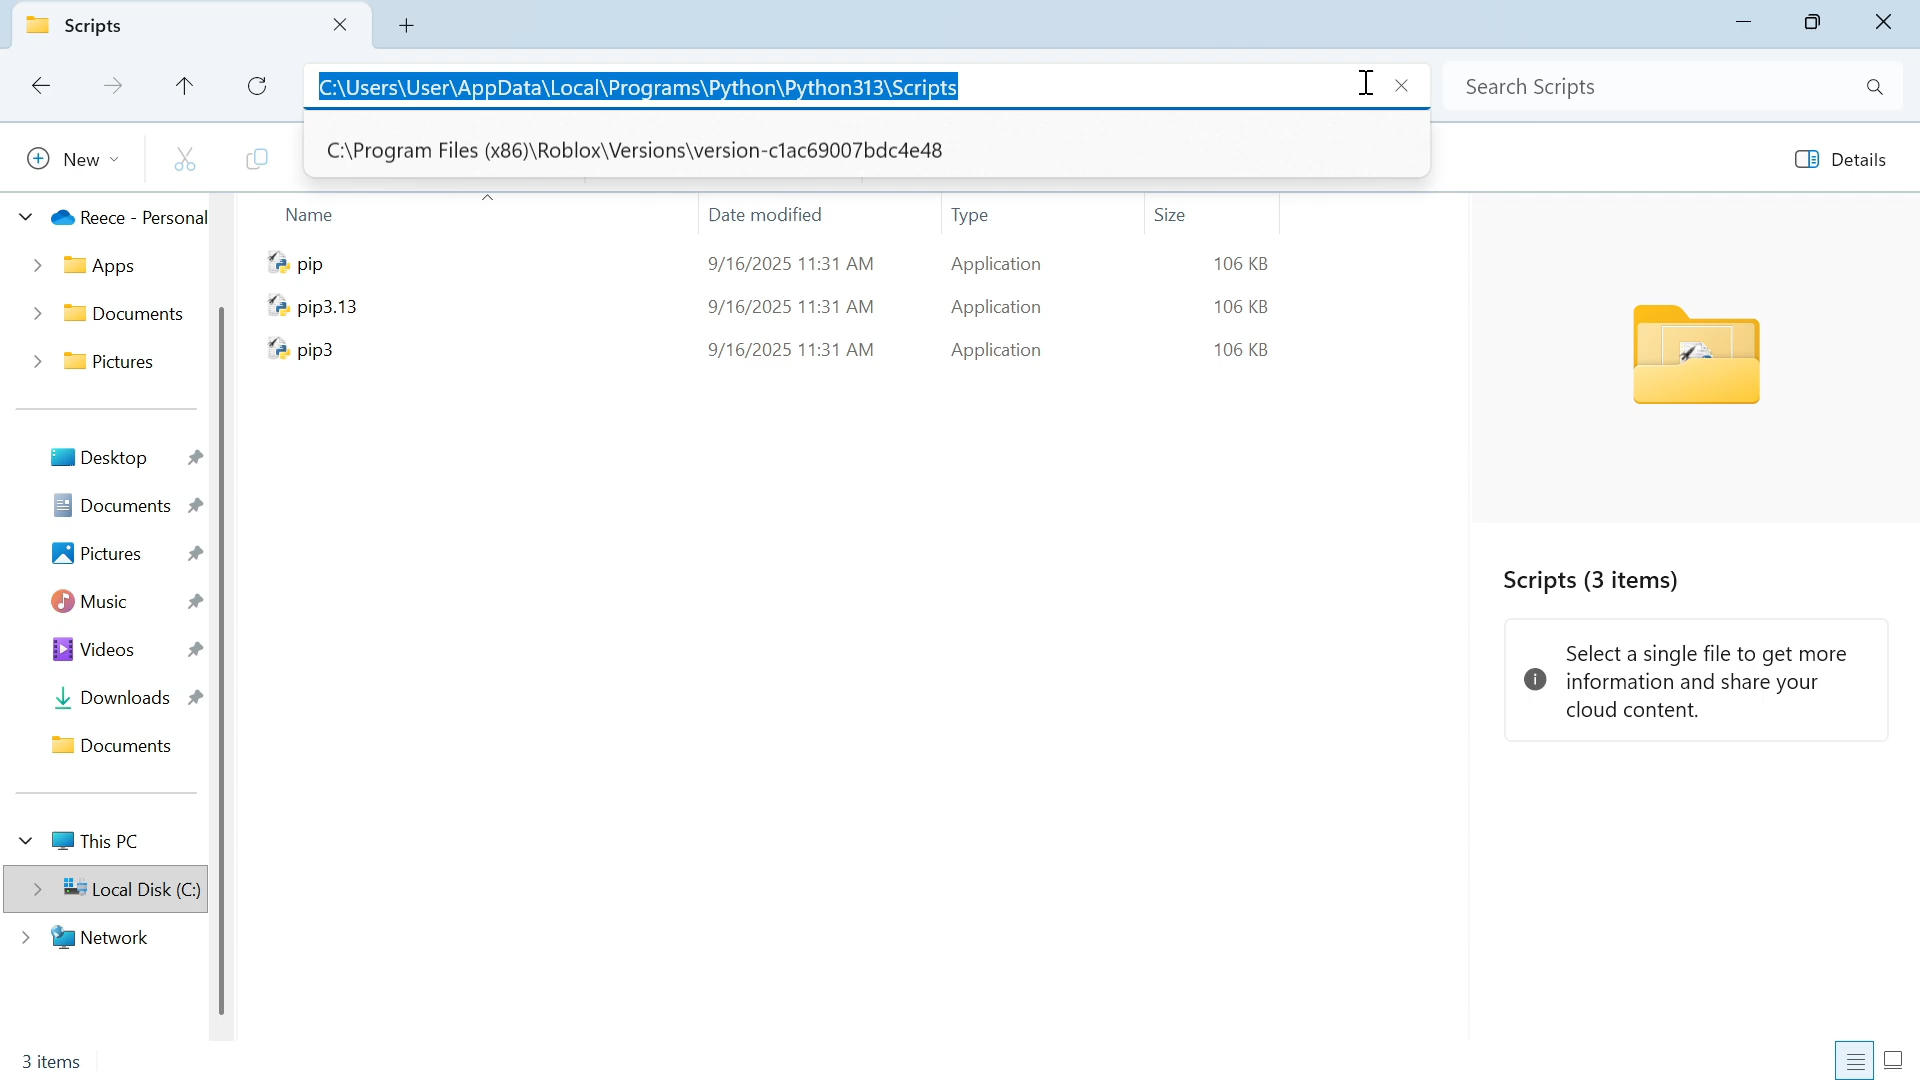 Scripts
C:\Users\User\AppData\Local\Programs\Python\Python313\Scripts
Search Scripts
C:\Program Files (x86)\Roblox\Versions\version-c1ac69007bdc4e48
New
Details
Reece - Personal
Apps
Documents
Pictures
Desktop
Documents
Pictures
Music
Videos
Downloads
Documents
This PC
Local Disk (C:)
Network
Name Date modified Type Size
pip 9/16/2025 11:31 AM Application 106 KB
pip3.13 9/16/2025 11:31 AM Application 106 KB
pip3 9/16/2025 11:31 AM Application 106 KB
Scripts (3 items)
Select a single file to get more
information and share your
cloud content.
3 items